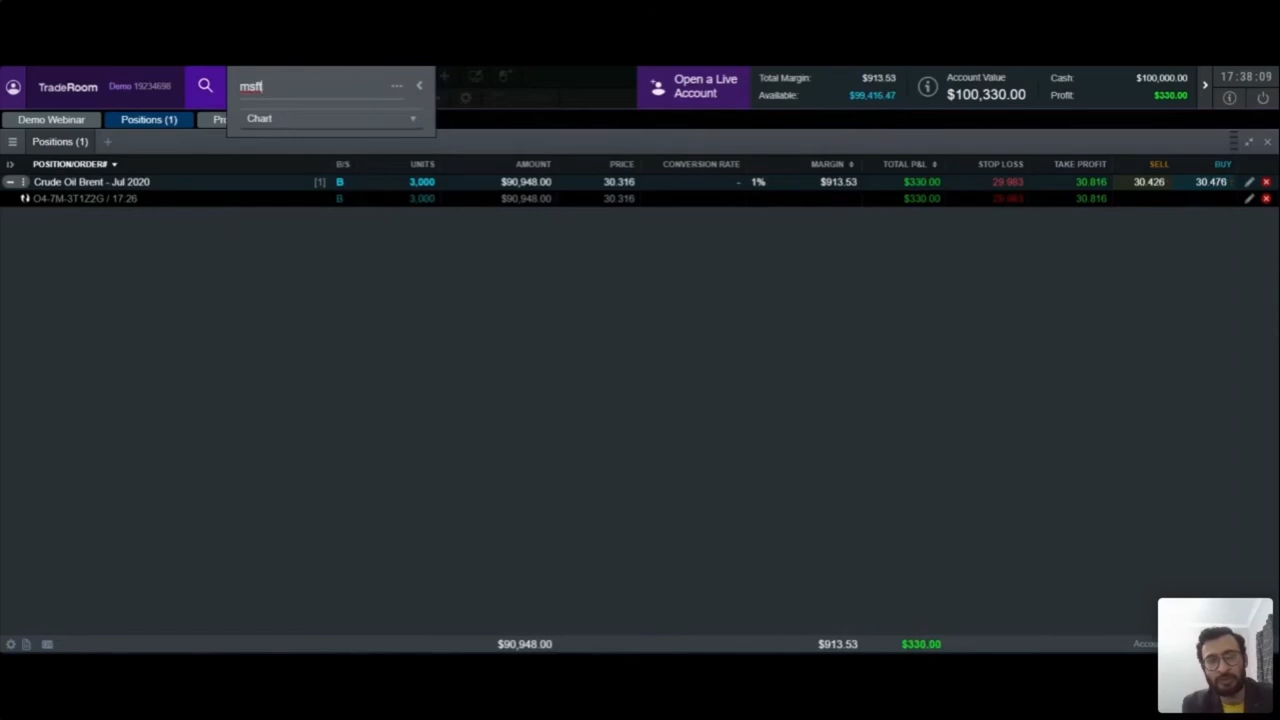 TradeRoom Demo 19234698
msft
Chart
Open a Live Account
Total Margin: $913.53
Available: $99,416.47
Account Value
$100,330.00
Cash: $100,000.00
Profit: $330.00
17:38:09
Demo Webinar Positions (1) Pr
Positions (1)
POSITION/ORDER# B/S UNITS AMOUNT PRICE CONVERSION RATE MARGIN TOTAL P&L STOP LOSS TAKE PROFIT SELL BUY
Crude Oil Brent - Jul 2020 [1] B 3,000 $90,948.00 30.316 - 1% $913.53 $330.00 29.983 30.816 30.426 30.476
O4-7M-3T1Z2G / 17:26 B 3,000 $90,948.00 30.316 $330.00 29.983 30.816
$90,948.00 $913.53 $330.00 Accou